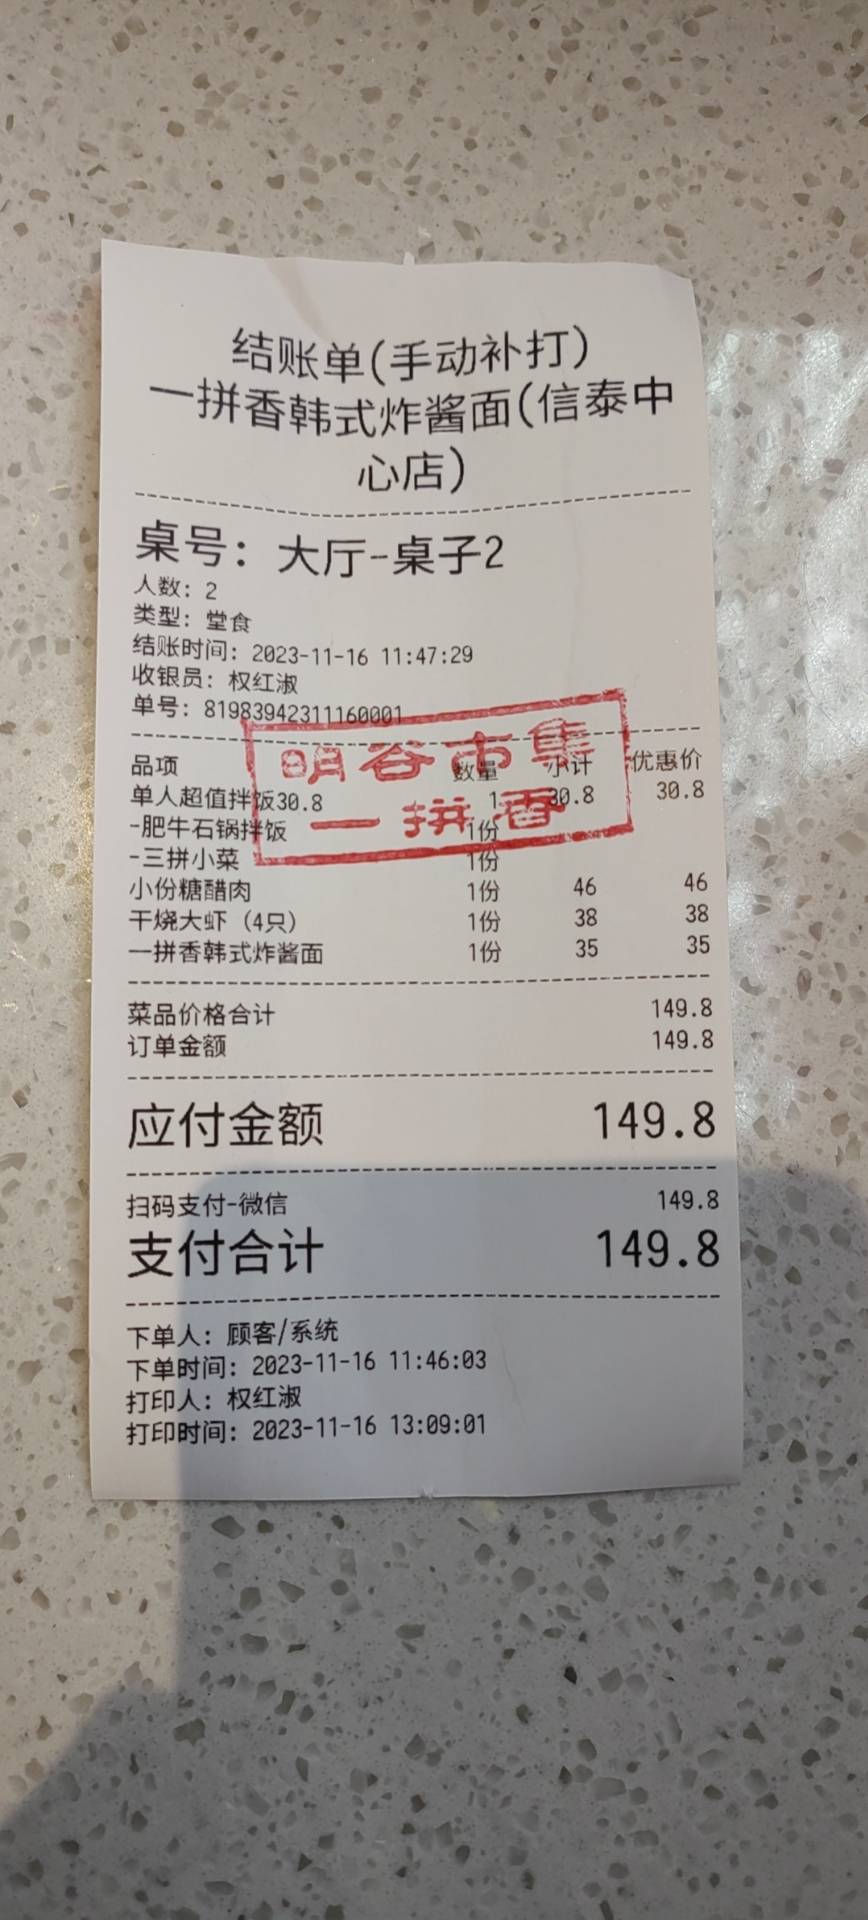 结账单(手动补打)
一拼香韩式炸酱面(信泰中
心店)
桌号: 大厅-桌子2
人数: 2
类型: 堂食
结账时间: 2023-11-16 11:47:29
收银员: 权红淑
单号: 81983942311160001
明谷市集
一拼香
品项 数量 小计 优惠价
单人超值拌饭30.8 1 30.8 30.8
-肥牛石锅拌饭 1份
-三拼小菜 1份
小份糖醋肉 1份 46 46
干烧大虾（4只） 1份 38 38
一拼香韩式炸酱面 1份 35 35
菜品价格合计 149.8
订单金额 149.8
应付金额 149.8
扫码支付-微信 149.8
支付合计 149.8
下单人: 顾客/系统
下单时间: 2023-11-16 11:46:03
打印人: 权红淑
打印时间: 2023-11-16 13:09:01